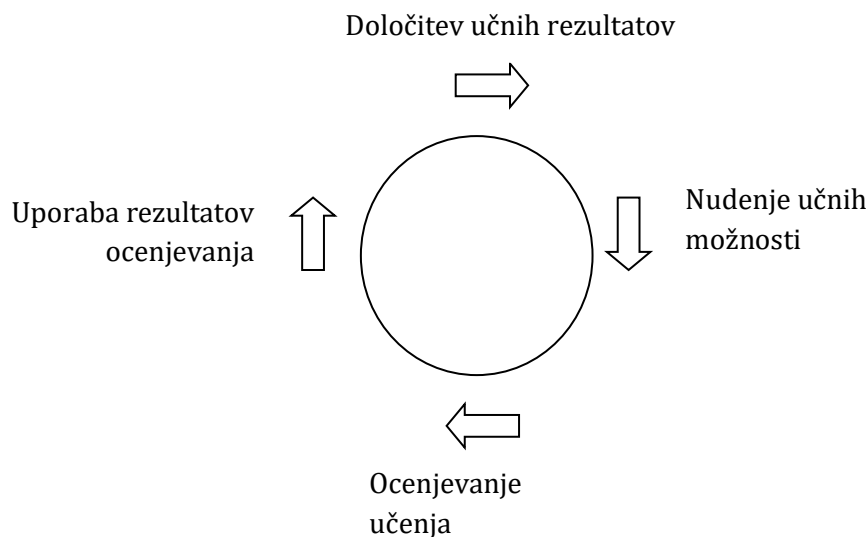 Določitev učnih rezultatov
Uporaba rezultatov
ocenjevanja
Nudenje učnih
možnosti
Ocenjevanje
učenja